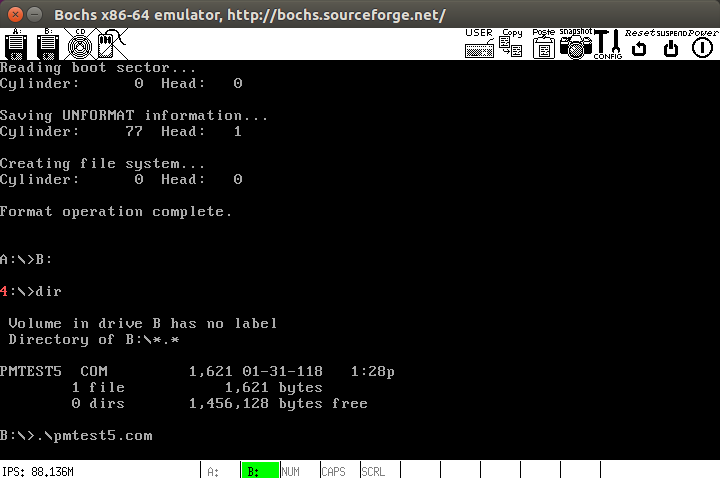 Bochs x86-64 emulator, http://bochs.sourceforge.net/
A: B: CD USER Copy Poste snapshot CONFIG Reset SUSPEND Power
Reading boot sector...
Cylinder: 0 Head: 0
Saving UNFORMAT information...
Cylinder: 77 Head: 1
Creating file system...
Cylinder: 0 Head: 0
Format operation complete.
A:\>B:
4:\>dir
Volume in drive B has no label
Directory of B:\*.*
PMTEST5 COM 1,621 01-31-118 1:28p
1 file 1,621 bytes
0 dirs 1,456,128 bytes free
B:\>.\pmtest5.com
IPS: 88.136M A: B: NUM CAPS SCRL